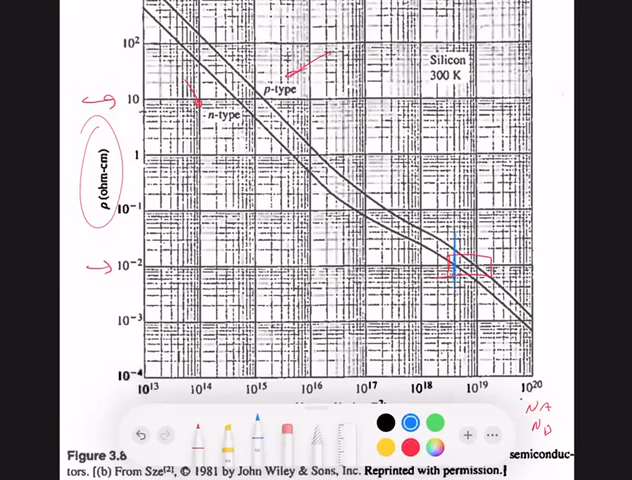 10²
Silicon
300 K
p-type
10
n-type
1
ρ (ohm-cm)
10⁻¹
10⁻²
10⁻³
10⁻⁴
10¹³ 10¹⁴ 10¹⁵ 10¹⁶ 10¹⁷ 10¹⁸ 10¹⁹ 10²⁰
NA
ND
Figure 3.8 semiconduc-
tors. [(b) From Sze[2], © 1981 by John Wiley & Sons, Inc. Reprinted with permission.]